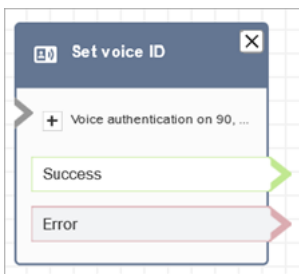 Set voice ID
Voice authentication on 90, ...
Success
Error